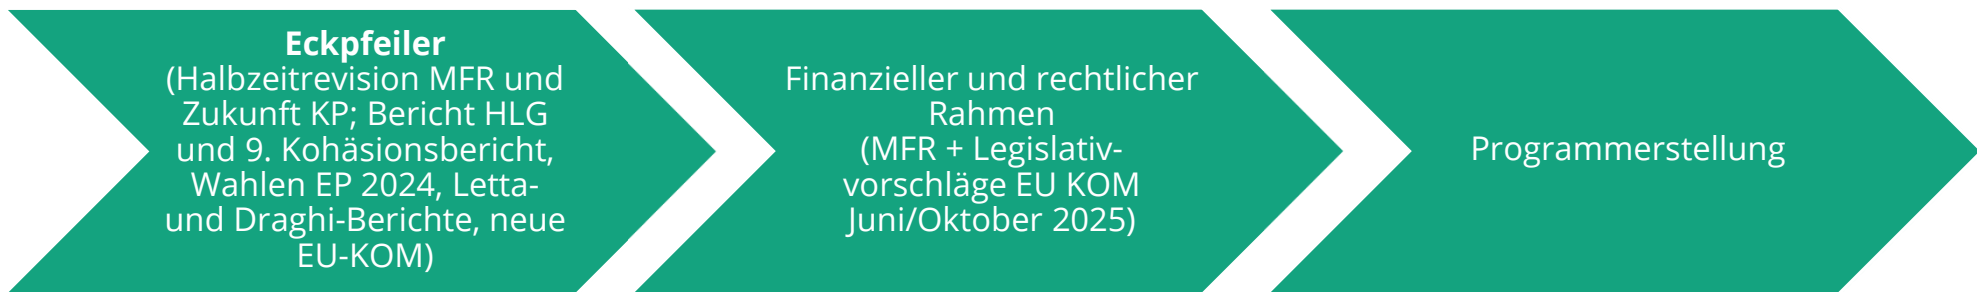 Eckpfeiler
(Halbzeitrevision MFR und
Zukunft KP; Bericht HLG
und 9. Kohäsionsbericht,
Wahlen EP 2024, Letta-
und Draghi-Berichte, neue
EU-KOM)
Finanzieller und rechtlicher
Rahmen
(MFR + Legislativ-
vorschläge EU KOM
Juni/Oktober 2025)
Programmerstellung